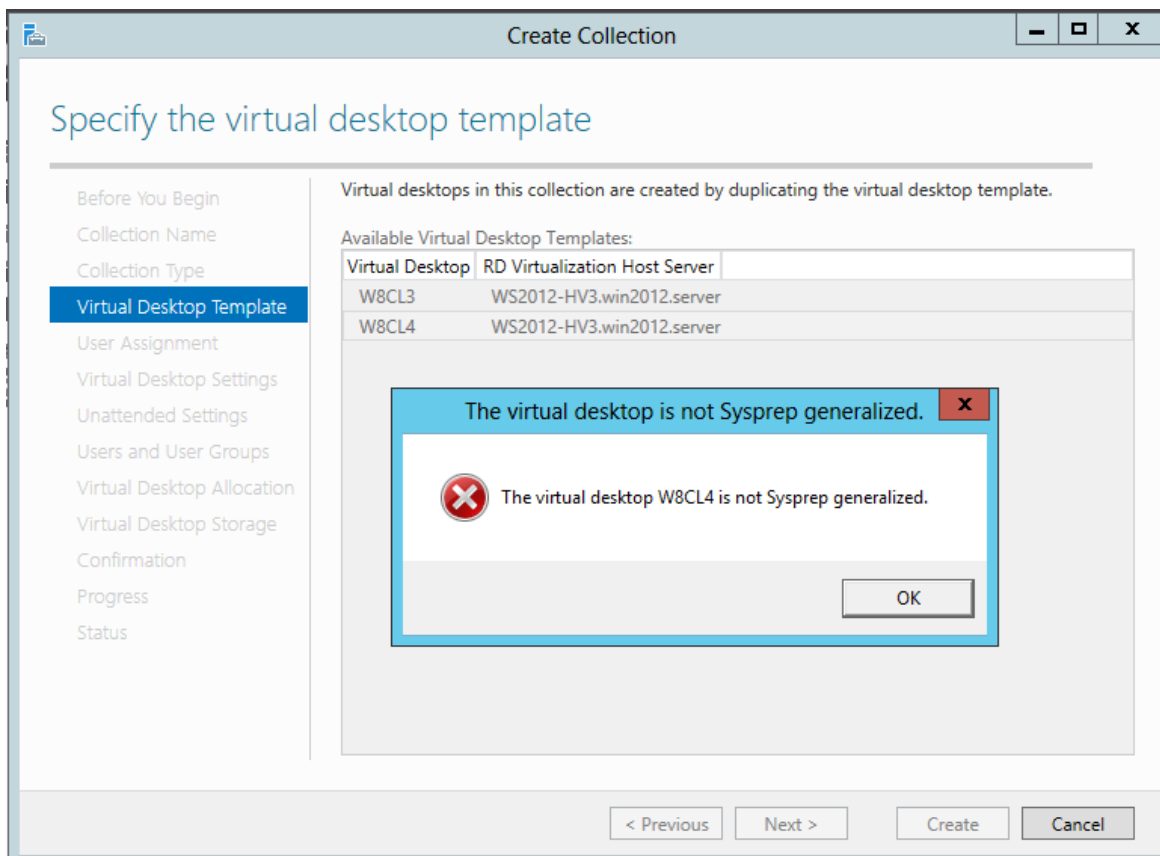 Create Collection
Specify the virtual desktop template
Before You Begin
Collection Name
Collection Type
Virtual Desktop Template
User Assignment
Virtual Desktop Settings
Unattended Settings
Users and User Groups
Virtual Desktop Allocation
Virtual Desktop Storage
Confirmation
Progress
Status
Virtual desktops in this collection are created by duplicating the virtual desktop template.
Available Virtual Desktop Templates:
Virtual Desktop RD Virtualization Host Server
W8CL3 WS2012-HV3.win2012.server
W8CL4 WS2012-HV3.win2012.server
The virtual desktop is not Sysprep generalized.
The virtual desktop W8CL4 is not Sysprep generalized.
OK
< Previous Next > Create Cancel